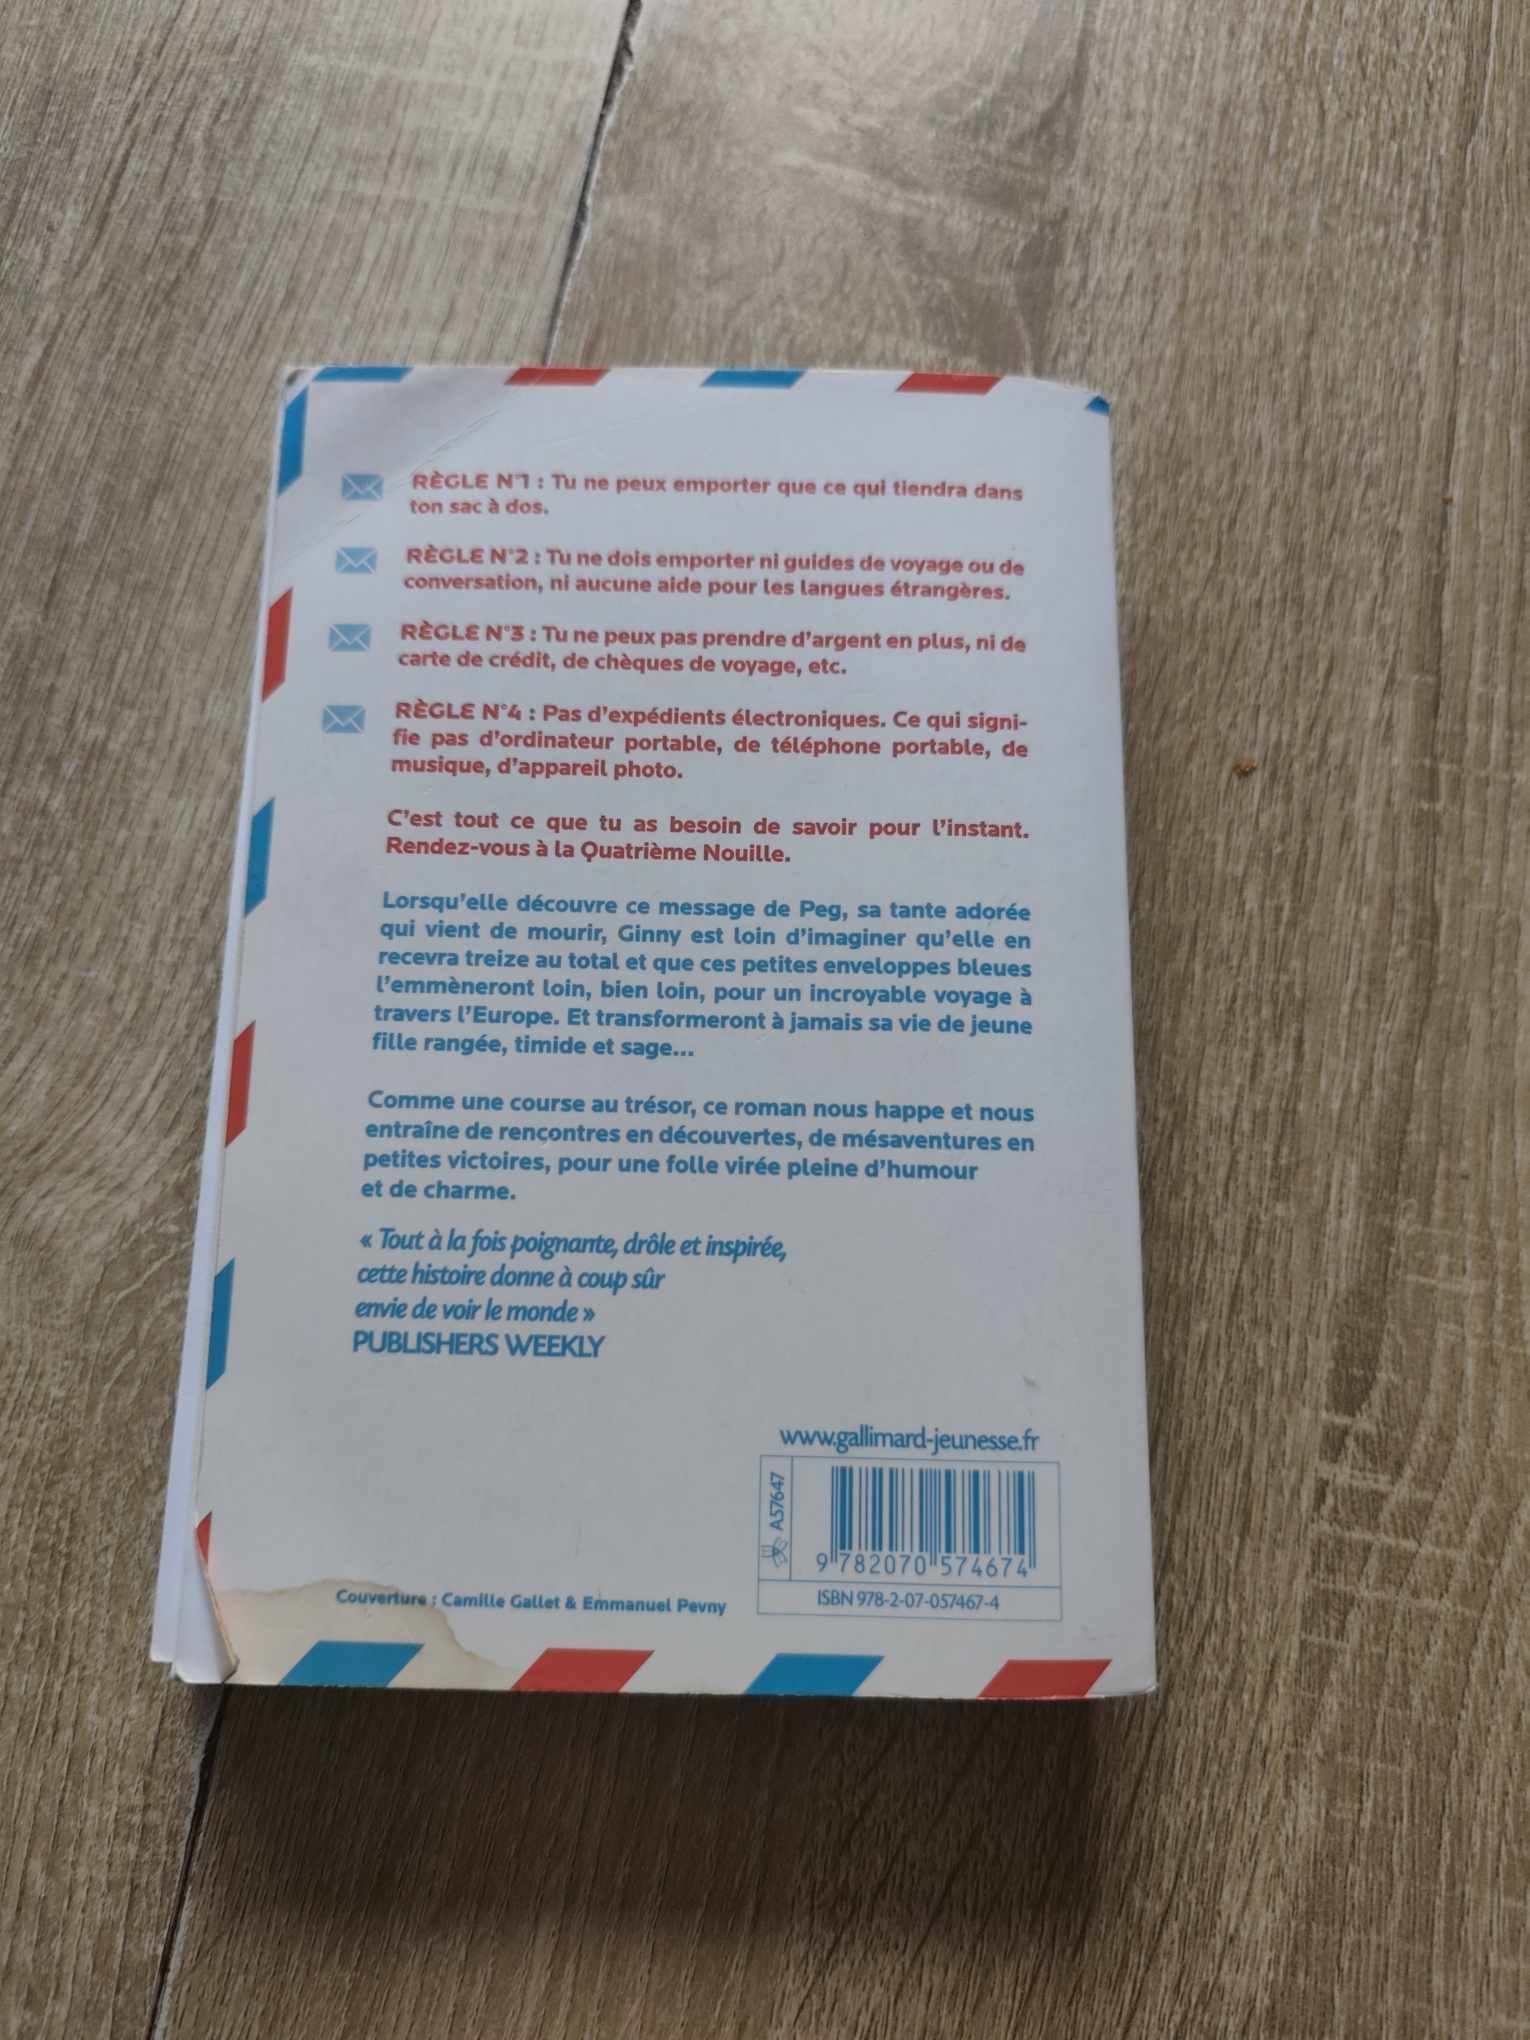 RÈGLE N°1 : Tu ne peux emporter que ce qui tiendra dans
ton sac à dos.
RÈGLE N°2 : Tu ne dois emporter ni guides de voyage ou de
conversation, ni aucune aide pour les langues étrangères.
RÈGLE N°3 : Tu ne peux pas prendre d'argent en plus, ni de
carte de crédit, de chèques de voyage, etc.
RÈGLE N°4 : Pas d'expédients électroniques. Ce qui signi-
fie pas d'ordinateur portable, de téléphone portable, de
musique, d'appareil photo.
C'est tout ce que tu as besoin de savoir pour l'instant.
Rendez-vous à la Quatrième Nouille.
Lorsqu'elle découvre ce message de Peg, sa tante adorée
qui vient de mourir, Ginny est loin d'imaginer qu'elle en
recevra treize au total et que ces petites enveloppes bleues
l'emmèneront loin, bien loin, pour un incroyable voyage à
travers l'Europe. Et transformeront à jamais sa vie de jeune
fille rangée, timide et sage...
Comme une course au trésor, ce roman nous happe et nous
entraîne de rencontres en découvertes, de mésaventures en
petites victoires, pour une folle virée pleine d'humour
et de charme.
« Tout à la fois poignante, drôle et inspirée,
cette histoire donne à coup sûr
envie de voir le monde »
PUBLISHERS WEEKLY
www.gallimard-jeunesse.fr
A57647
9 782070 574674
ISBN 978-2-07-057467-4
Couverture : Camille Gallet & Emmanuel Pevny